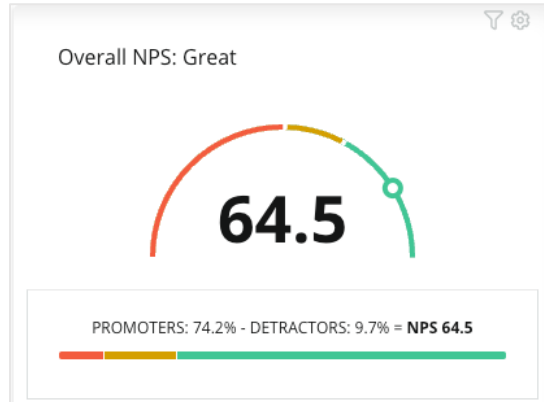 Overall NPS: Great
64.5
PROMOTERS: 74.2% - DETRACTORS: 9.7% = NPS 64.5